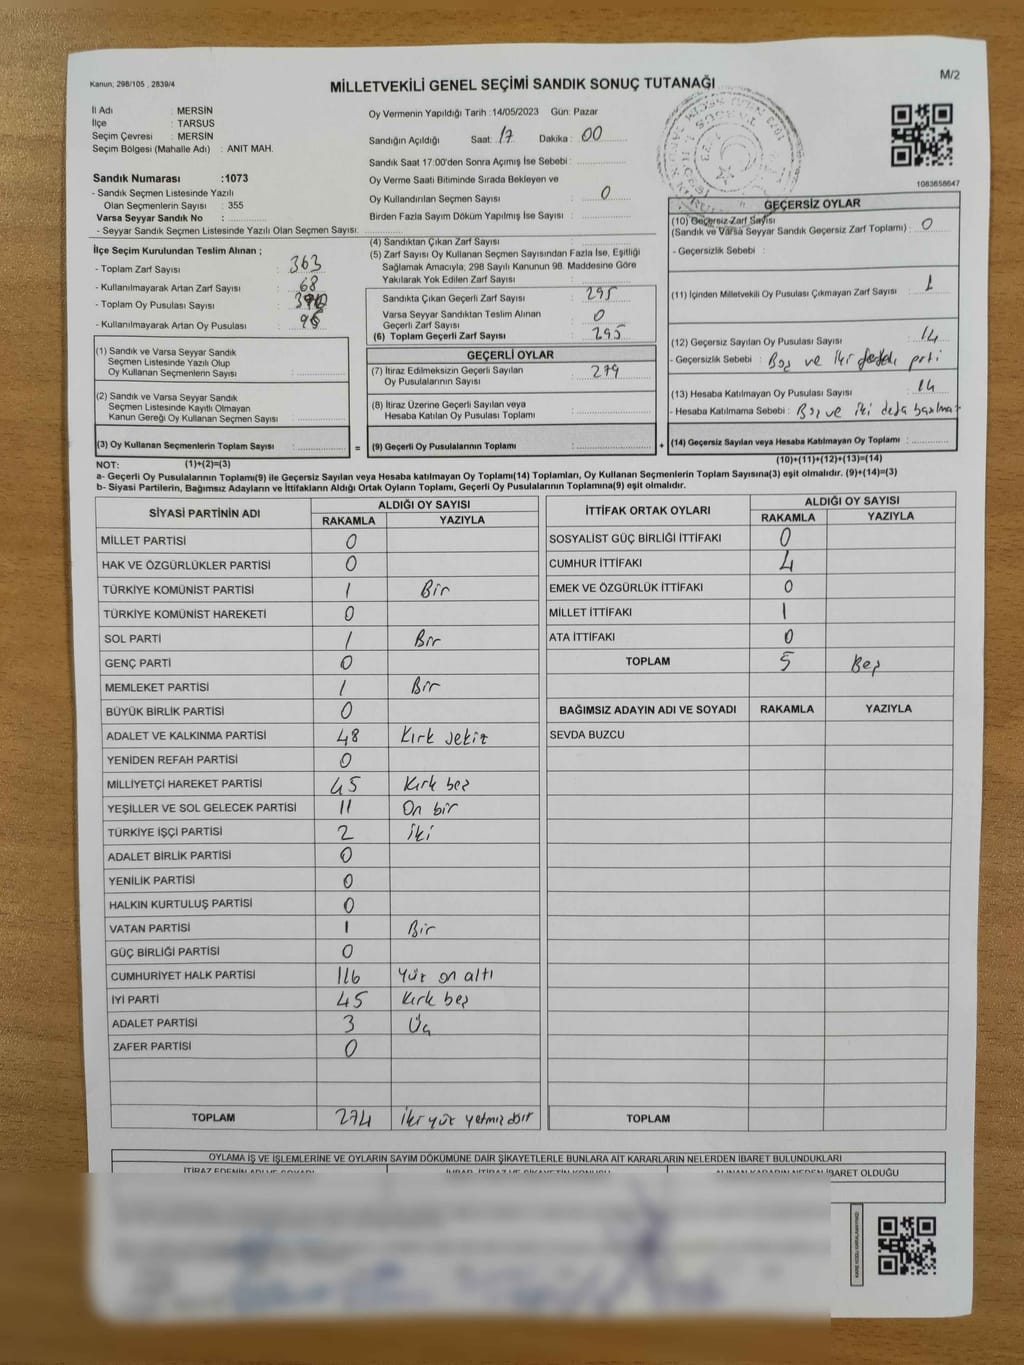 Kanun; 298/105 , 2839/4
MİLLETVEKİLİ GENEL SEÇİMİ SANDIK SONUÇ TUTANAĞI
M/2
İl Adı : MERSİN
İlçe : TARSUS
Seçim Çevresi : MERSİN
Seçim Bölgesi (Mahalle Adı) : ANIT MAH.
Oy Vermenin Yapıldığı Tarih :14/05/2023 Gün: Pazar
Sandığın Açıldığı Saat: 17 Dakika : 00
Sandık Saat 17:00'den Sonra Açımış İse Sebebi :
Oy Verme Saati Bitiminde Sırada Bekleyen ve
Oy Kullandırılan Seçmen Sayısı : 0
Birden Fazla Sayım Döküm Yapılmış İse Sayısı :
1083658647
Sandık Numarası :1073
- Sandık Seçmen Listesinde Yazılı
Olan Seçmenlerin Sayısı : 355
Varsa Seyyar Sandık No :
- Seyyar Sandık Seçmen Listesinde Yazılı Olan Seçmen Sayısı:
İlçe Seçim Kurulundan Teslim Alınan ;
- Toplam Zarf Sayısı : 363
- Kullanılmayarak Artan Zarf Sayısı : 68
- Toplam Oy Pusulası Sayısı :
- Kullanılmayarak Artan Oy Pusulası :
(4) Sandıktan Çıkan Zarf Sayısı :
(5) Zarf Sayısı Oy Kullanan Seçmen Sayısından Fazla İse, Eşitliği
Sağlamak Amacıyla; 298 Sayılı Kanunun 98. Maddesine Göre
Yakılarak Yok Edilen Zarf Sayısı :
Sandıkta Çıkan Geçerli Zarf Sayısı : 295
Varsa Seyyar Sandıktan Teslim Alınan
Geçerli Zarf Sayısı : 0
(6) Toplam Geçerli Zarf Sayısı : 295
GEÇERSİZ OYLAR
(10) Geçersiz Zarf Sayısı
(Sandık ve Varsa Seyyar Sandık Geçersiz Zarf Toplamı) : 0
- Geçersizlik Sebebi :
(11) İçinden Milletvekili Oy Pusulası Çıkmayan Zarf Sayısı : 1
(12) Geçersiz Sayılan Oy Pusulası Sayısı : 14
- Geçersizlik Sebebi : Boş ve iki
(13) Hesaba Katılmayan Oy Pusulası Sayısı : 14
- Hesaba Katılmama Sebebi : Boş ve iki defa basılmış
(14) Geçersiz Sayılan veya Hesaba Katılmayan Oy Toplamı :
(10)+(11)+(12)+(13)=(14)
(1) Sandık ve Varsa Seyyar Sandık
Seçmen Listesinde Yazılı Olup
Oy Kullanan Seçmenlerin Sayısı :
(2) Sandık ve Varsa Seyyar Sandık
Seçmen Listesinde Kayıtlı Olmayan
Kanun Gereği Oy Kullanan Seçmen Sayısı :
(3) Oy Kullanan Seçmenlerin Toplam Sayısı : =
(1)+(2)=(3)
GEÇERLİ OYLAR
(7) İtiraz Edilmeksizin Geçerli Sayılan
Oy Pusulalarının Sayısı : 279
(8) İtiraz Üzerine Geçerli Sayılan veya
Hesaba Katılan Oy Pusulası Toplamı :
(9) Geçerli Oy Pusulalarının Toplamı : +
NOT:
a- Geçerli Oy Pusulalarının Toplamı(9) ile Geçersiz Sayılan veya Hesaba katılmayan Oy Toplamı(14) Toplamları, Oy Kullanan Seçmenlerin Toplam Sayısına(3) eşit olmalıdır. (9)+(14)=(3)
b- Siyasi Partilerin, Bağımsız Adayların ve İttifakların Aldığı Ortak Oyların Toplamı, Geçerli Oy Pusulalarının Toplamına(9) eşit olmalıdır.
SİYASİ PARTİNİN ADI ALDIĞI OY SAYISI
RAKAMLA YAZIYLA
MİLLET PARTİSİ 0
HAK VE ÖZGÜRLÜKLER PARTİSİ 0
TÜRKİYE KOMÜNİST PARTİSİ 1 Bir
TÜRKİYE KOMÜNİST HAREKETİ 0
SOL PARTİ 1 Bir
GENÇ PARTİ 0
MEMLEKET PARTİSİ 1 Bir
BÜYÜK BİRLİK PARTİSİ 0
ADALET VE KALKINMA PARTİSİ 48 Kırk sekiz
YENİDEN REFAH PARTİSİ 0
MİLLİYETÇİ HAREKET PARTİSİ 45 Kırk beş
YEŞİLLER VE SOL GELECEK PARTİSİ 11 On bir
TÜRKİYE İŞÇİ PARTİSİ 2 iki
ADALET BİRLİK PARTİSİ 0
YENİLİK PARTİSİ 0
HALKIN KURTULUŞ PARTİSİ 0
VATAN PARTİSİ 1 Bir
GÜÇ BİRLİĞİ PARTİSİ 0
CUMHURİYET HALK PARTİSİ 116 Yüz on altı
İYİ PARTİ 45 Kırk beş
ADALET PARTİSİ 3 Üç
ZAFER PARTİSİ 0
TOPLAM 274 İki yüz yetmiş dört
İTTİFAK ORTAK OYLARI ALDIĞI OY SAYISI
RAKAMLA YAZIYLA
SOSYALİST GÜÇ BİRLİĞİ İTTİFAKI 0
CUMHUR İTTİFAKI 4
EMEK VE ÖZGÜRLÜK İTTİFAKI 0
MİLLET İTTİFAKI 1
ATA İTTİFAKI 0
TOPLAM 5 Beş
BAĞIMSIZ ADAYIN ADI VE SOYADI RAKAMLA YAZIYLA
SEVDA BUZCU
TOPLAM
OYLAMA İŞ VE İŞLEMLERİNE VE OYLARIN SAYIM DÖKÜMÜNE DAİR ŞİKAYETLERLE BUNLARA AİT KARARLARIN NELERDEN İBARET BULUNDUKLARI
İTİRAZ EDENİN ADI VE SOYADI İHBAR, İTİRAZ VE ŞİKAYETİN KONUSU ALINAN KARARIN NEDEN İBARET OLDUĞU